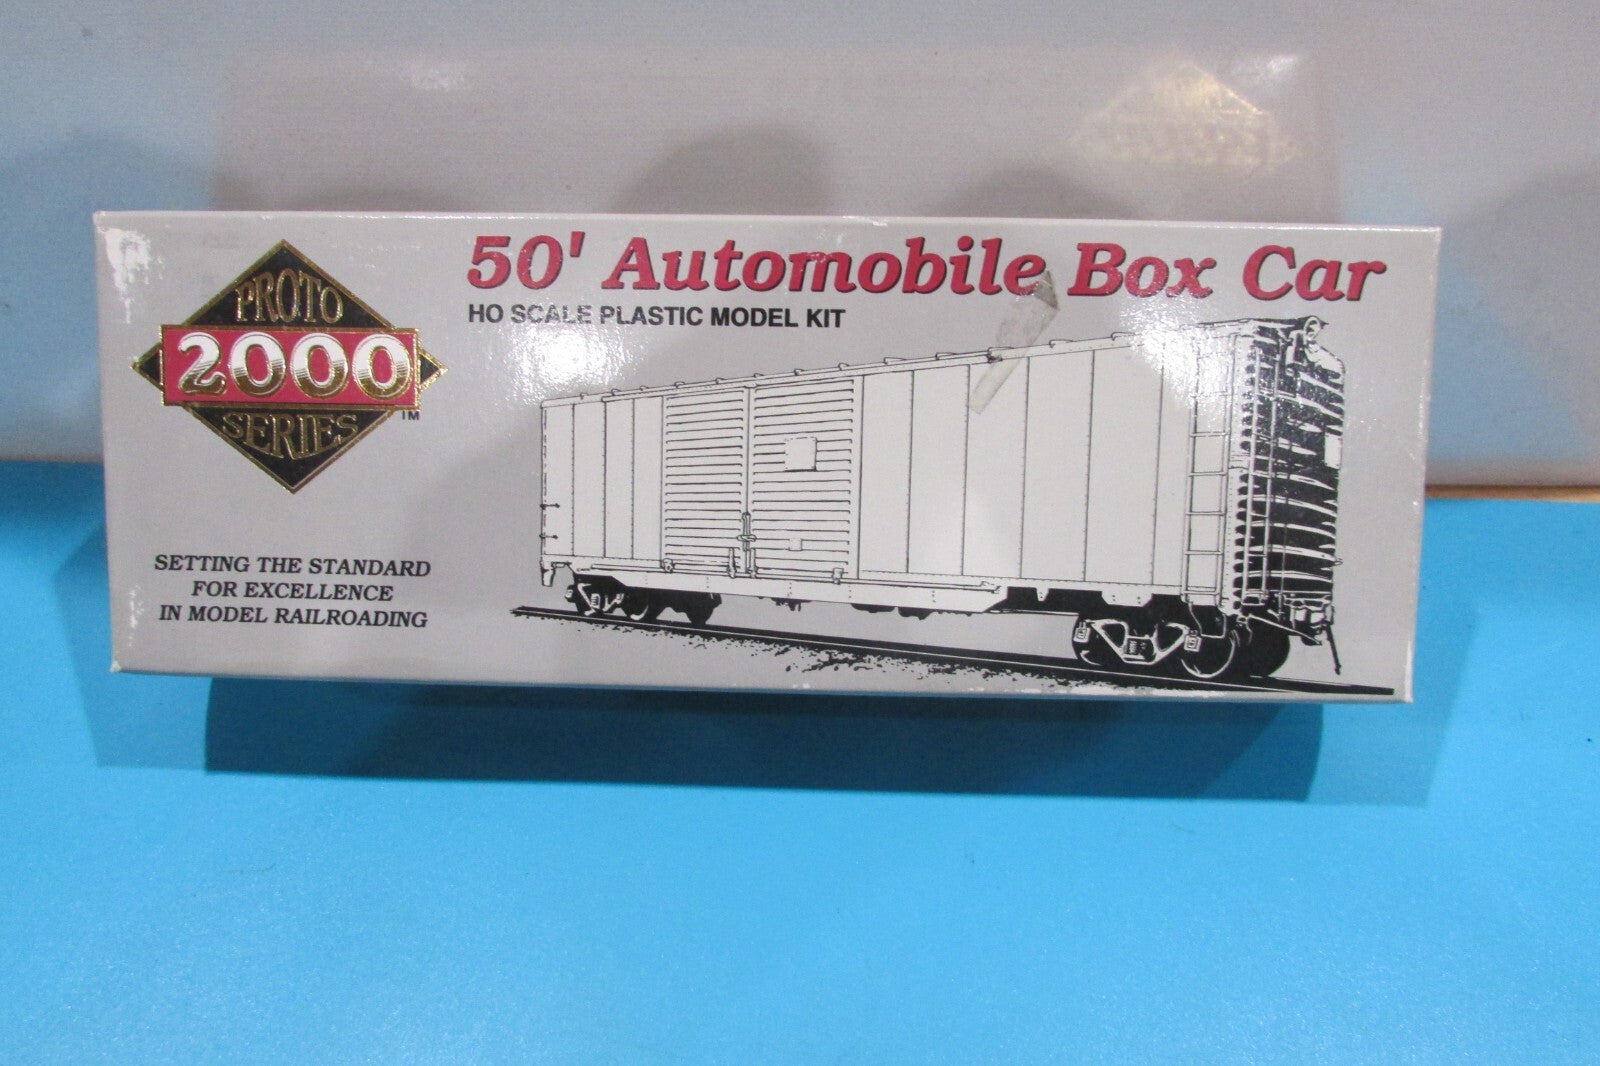 50' Automobile Box Car
HO SCALE PLASTIC MODEL KIT
PROTO
2000
SERIES
TM
SETTING THE STANDARD
FOR EXCELLENCE
IN MODEL RAILROADING